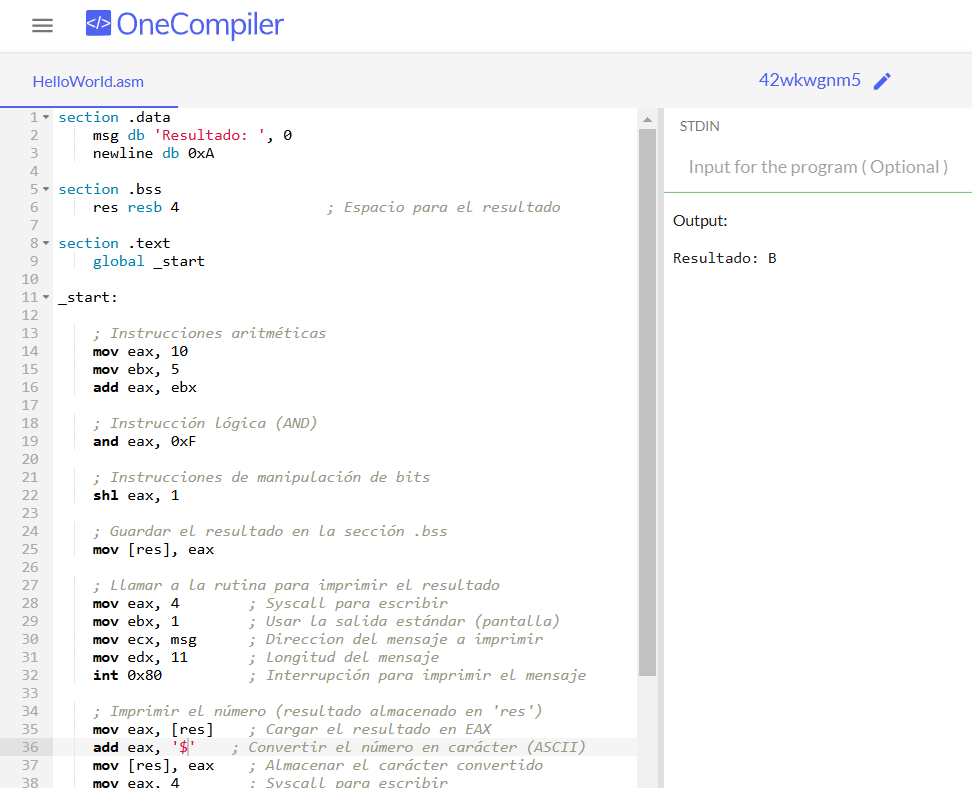 </> OneCompiler
HelloWorld.asm
42wkwgnm5
1 section .data
2 msg db 'Resultado: ', 0
3 newline db 0xA
4
5 section .bss
6 res resb 4 ; Espacio para el resultado
7
8 section .text
9 global _start
10
11 _start:
12
13 ; Instrucciones aritméticas
14 mov eax, 10
15 mov ebx, 5
16 add eax, ebx
17
18 ; Instrucción lógica (AND)
19 and eax, 0xF
20
21 ; Instrucciones de manipulación de bits
22 shl eax, 1
23
24 ; Guardar el resultado en la sección .bss
25 mov [res], eax
26
27 ; Llamar a la rutina para imprimir el resultado
28 mov eax, 4 ; Syscall para escribir
29 mov ebx, 1 ; Usar la salida estándar (pantalla)
30 mov ecx, msg ; Direccion del mensaje a imprimir
31 mov edx, 11 ; Longitud del mensaje
32 int 0x80 ; Interrupción para imprimir el mensaje
33
34 ; Imprimir el número (resultado almacenado en 'res')
35 mov eax, [res] ; Cargar el resultado en EAX
36 add eax, '$' ; Convertir el número en carácter (ASCII)
37 mov [res], eax ; Almacenar el carácter convertido
38 mov eax, 4 ; Syscall para escribir
STDIN
Input for the program ( Optional )
Output:
Resultado: B